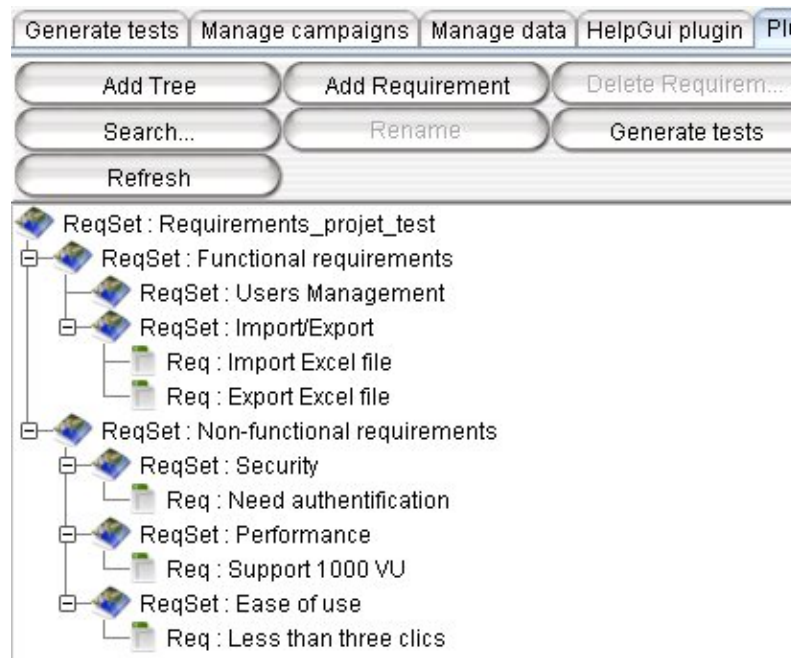 Generate tests Manage campaigns Manage data HelpGui plugin Plu
Add Tree Add Requirement Delete Requirem...
Search... Rename Generate tests
Refresh
ReqSet : Requirements_projet_test
ReqSet : Functional requirements
ReqSet : Users Management
ReqSet : Import/Export
Req : Import Excel file
Req : Export Excel file
ReqSet : Non-functional requirements
ReqSet : Security
Req : Need authentification
ReqSet : Performance
Req : Support 1000 VU
ReqSet : Ease of use
Req : Less than three clics